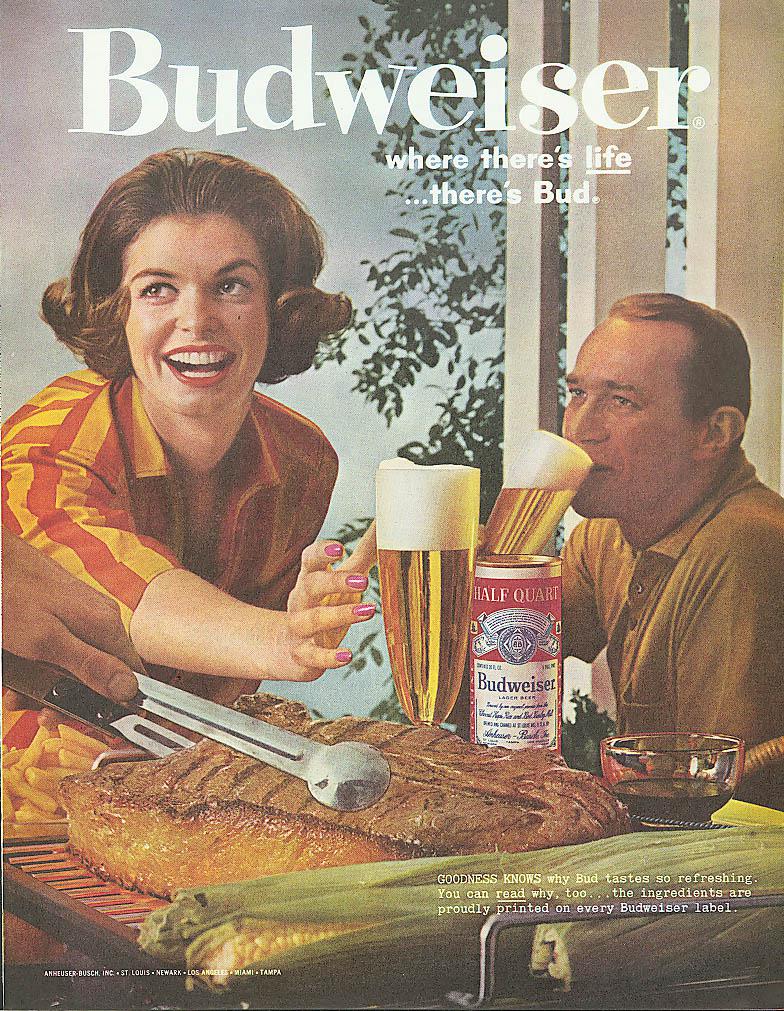 Budweiser®
where there's life
...there's Bud®
HALF QUART
Budweiser
LAGER BEER
Anheuser-Busch, Inc.
GOODNESS KNOWS why Bud tastes so refreshing.
You can read why, too...the ingredients are
proudly printed on every Budweiser label.
ANHEUSER-BUSCH, INC. • ST. LOUIS • NEWARK • LOS ANGELES • MIAMI • TAMPA